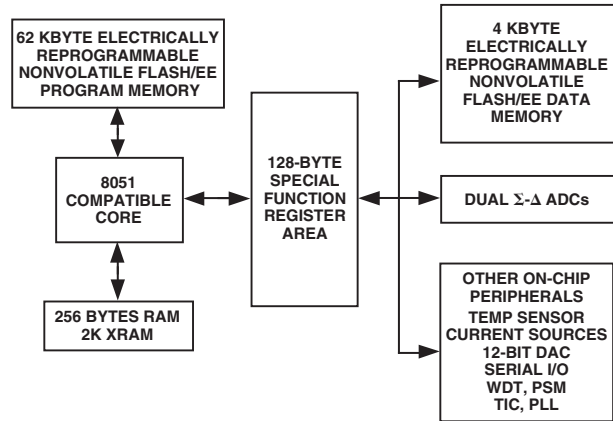 62 KBYTE ELECTRICALLY
REPROGRAMMABLE
NONVOLATILE FLASH/EE
PROGRAM MEMORY
8051
COMPATIBLE
CORE
256 BYTES RAM
2K XRAM
128-BYTE
SPECIAL
FUNCTION
REGISTER
AREA
4 KBYTE
ELECTRICALLY
REPROGRAMMABLE
NONVOLATILE
FLASH/EE DATA
MEMORY
DUAL Σ-Δ ADCs
OTHER ON-CHIP
PERIPHERALS
TEMP SENSOR
CURRENT SOURCES
12-BIT DAC
SERIAL I/O
WDT, PSM
TIC, PLL